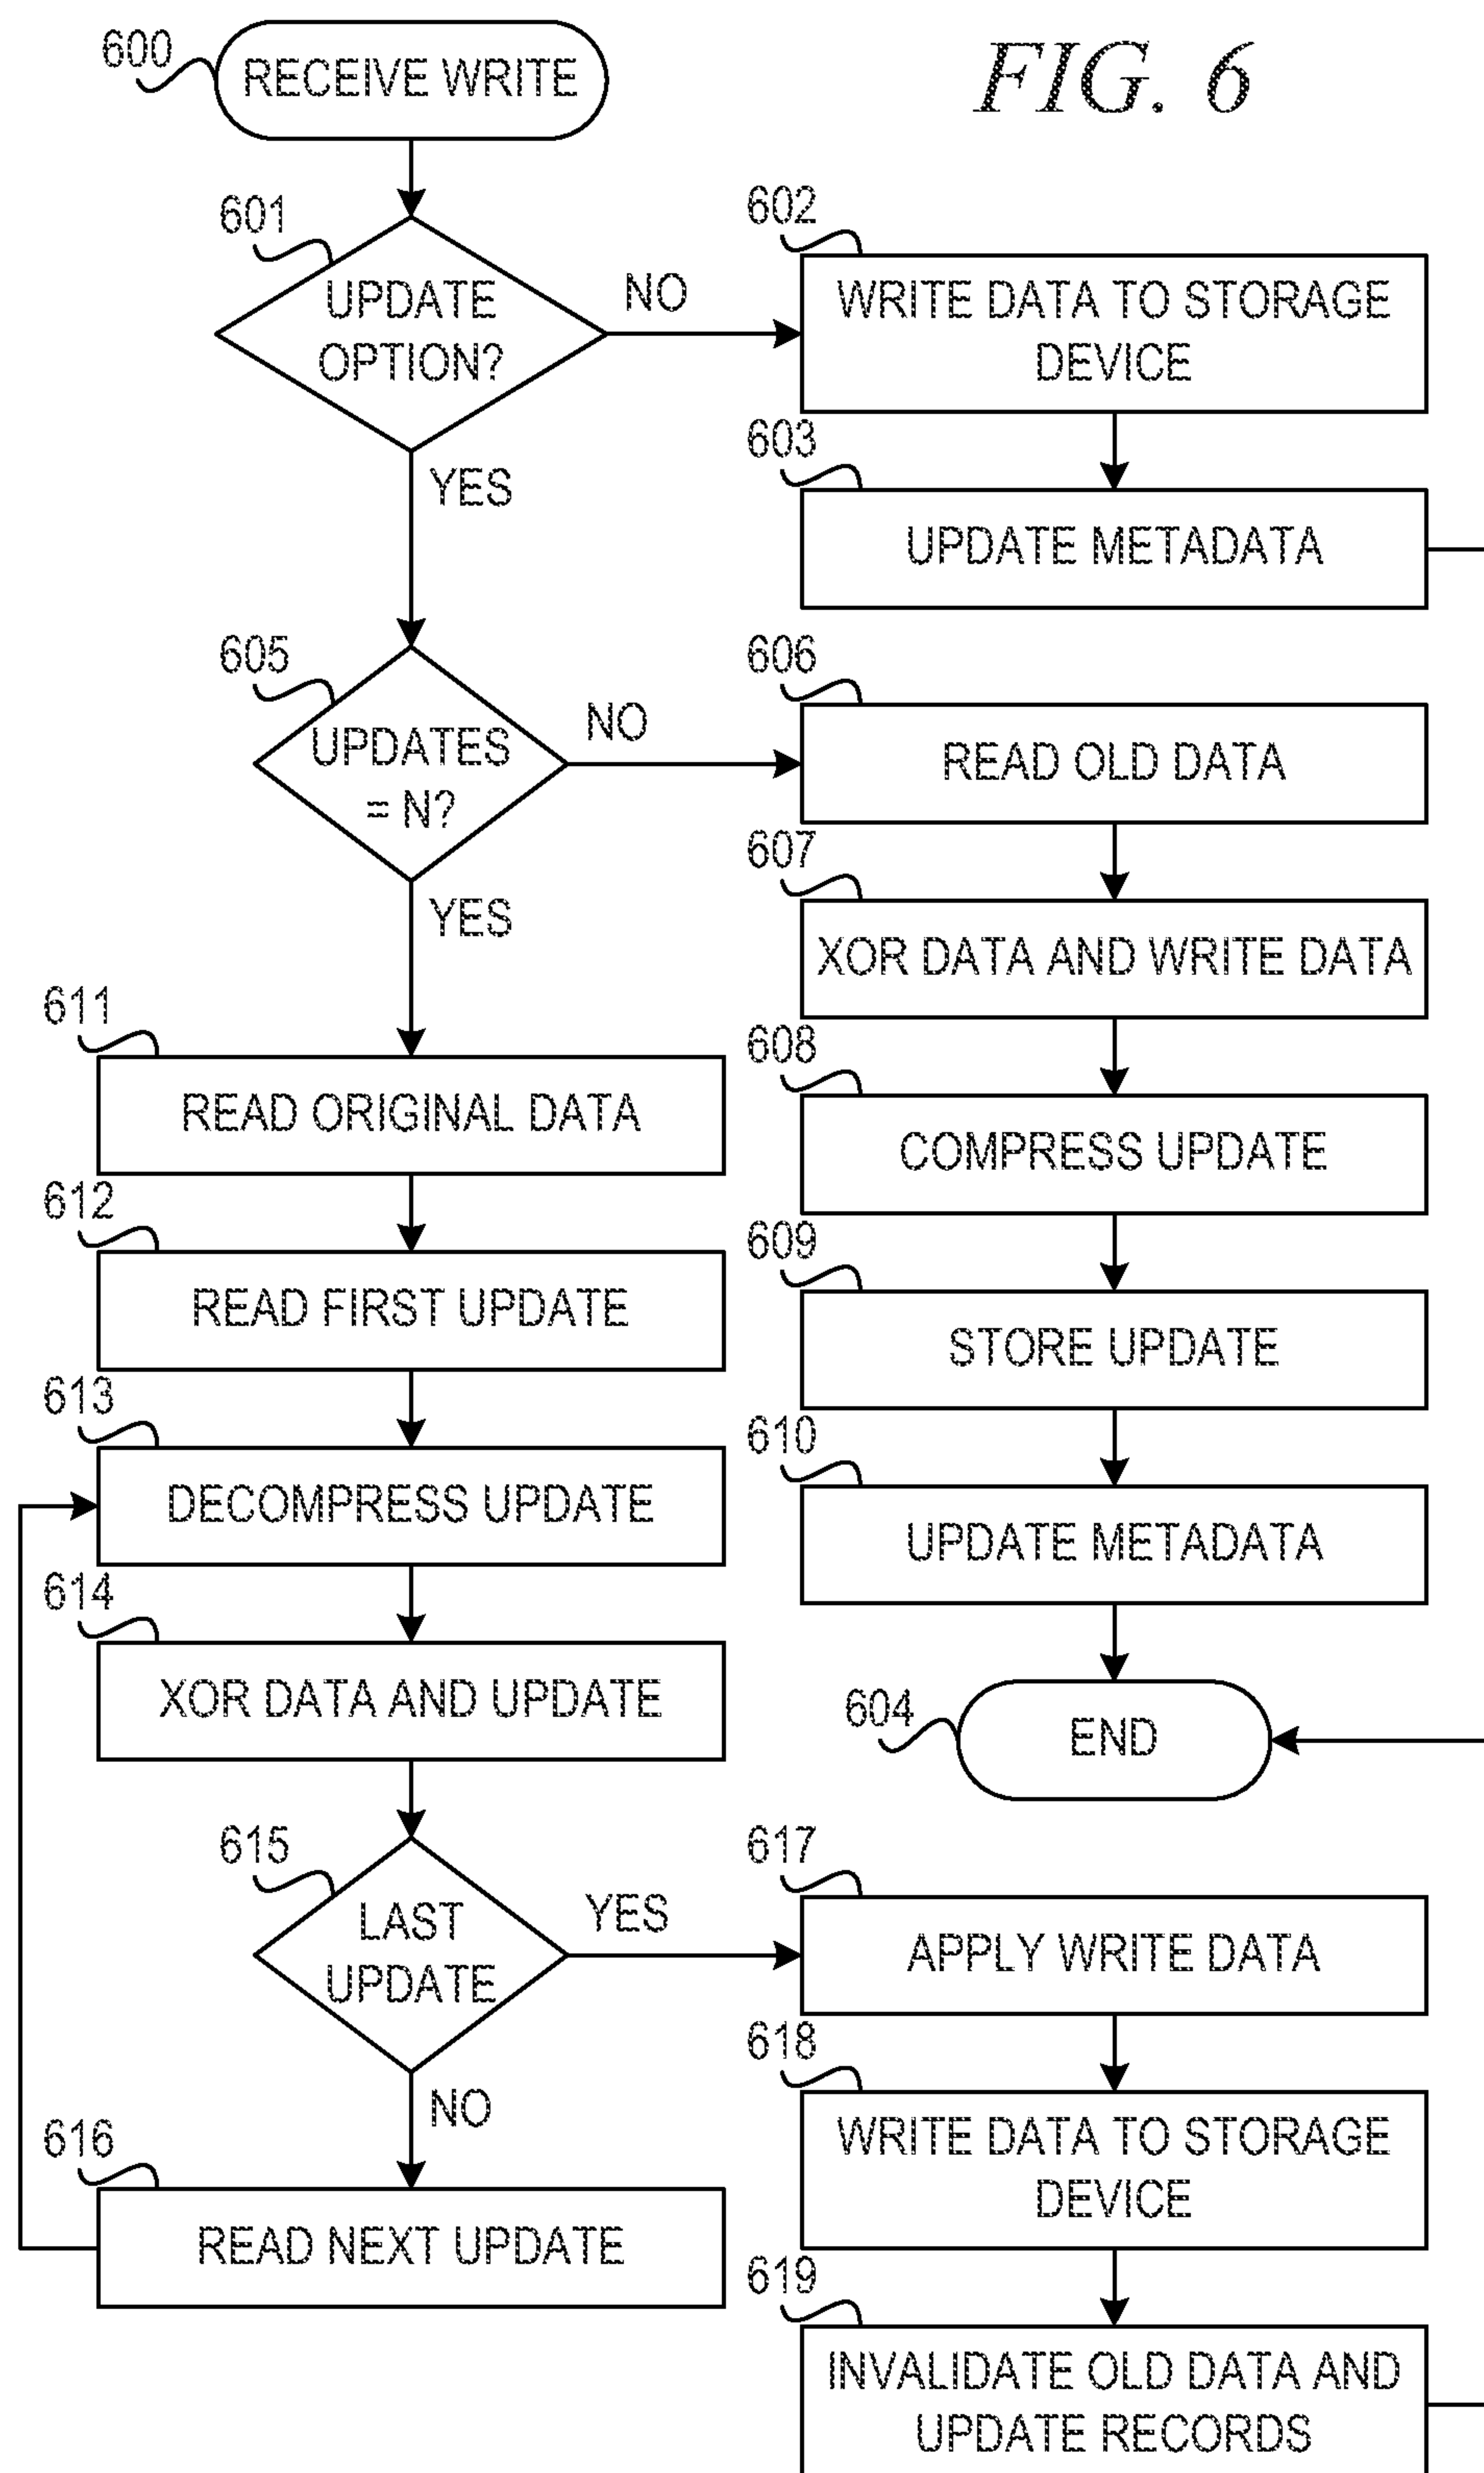 FIG. 6
600
RECEIVE WRITE
601
UPDATE
OPTION?
NO
YES
602
WRITE DATA TO STORAGE
DEVICE
603
UPDATE METADATA
605
UPDATES
= N?
NO
YES
606
READ OLD DATA
607
XOR DATA AND WRITE DATA
608
COMPRESS UPDATE
609
STORE UPDATE
610
UPDATE METADATA
604
END
611
READ ORIGINAL DATA
612
READ FIRST UPDATE
613
DECOMPRESS UPDATE
614
XOR DATA AND UPDATE
615
LAST
UPDATE
YES
NO
616
READ NEXT UPDATE
617
APPLY WRITE DATA
618
WRITE DATA TO STORAGE
DEVICE
619
INVALIDATE OLD DATA AND
UPDATE RECORDS